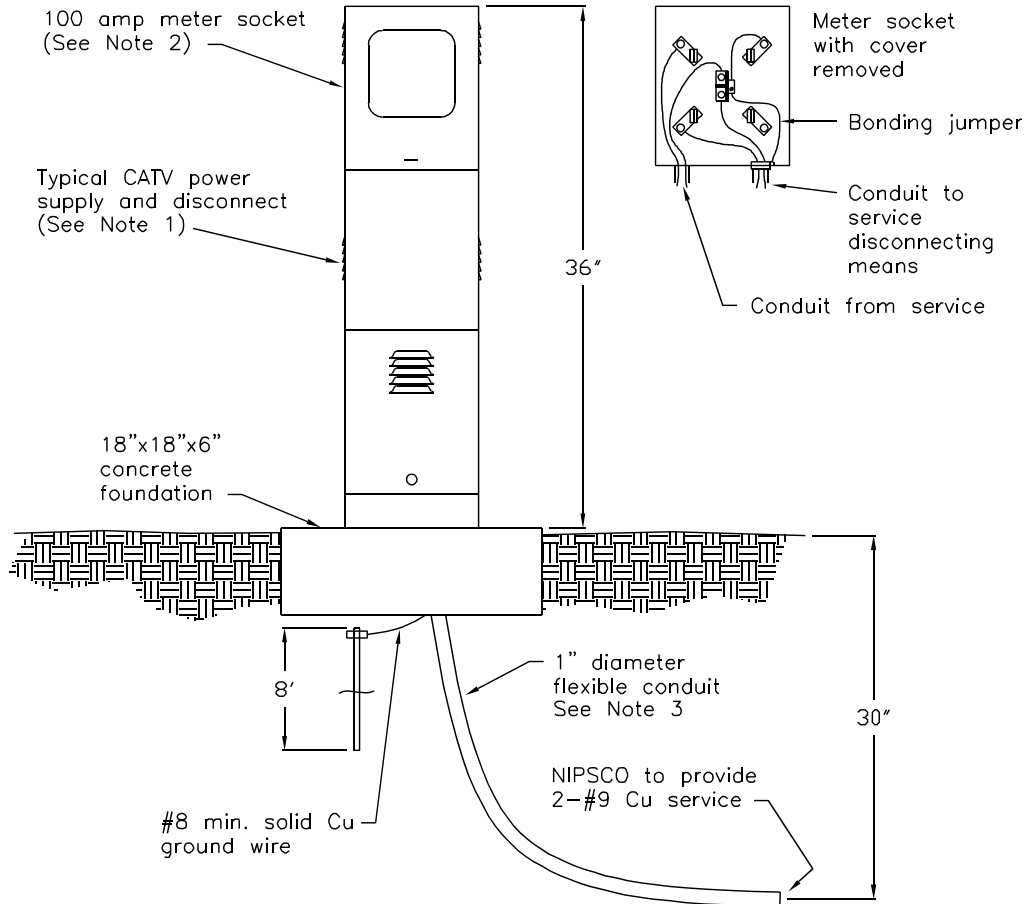 100 amp meter socket
(See Note 2)
Typical CATV power
supply and disconnect
(See Note 1)
36"
Meter socket
with cover
removed
Bonding jumper
Conduit to
service
disconnecting
means
Conduit from service
18"x18"x6"
concrete
foundation
8'
1" diameter
flexible conduit
See Note 3
30"
NIPSCO to provide
2-#9 Cu service
#8 min. solid Cu
ground wire